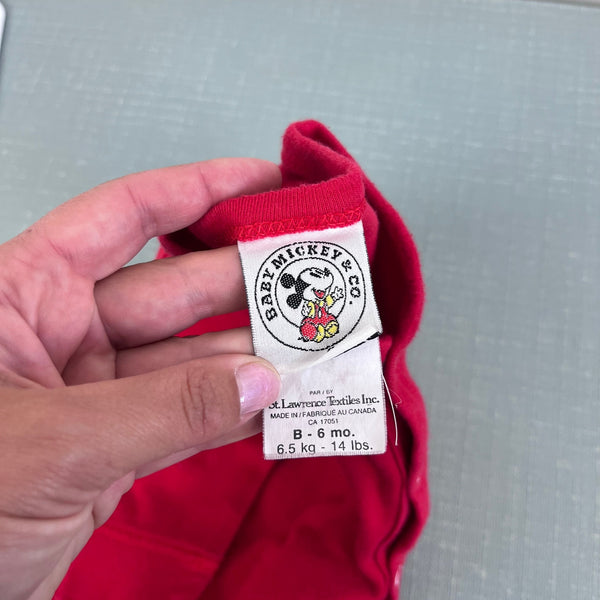 BABY MICKEY & CO.
PAR / BY
St. Lawrence Textiles Inc.
MADE IN / FABRIQUÉ AU CANADA
CA 17051
B - 6 mo.
6.5 kg - 14 lbs.